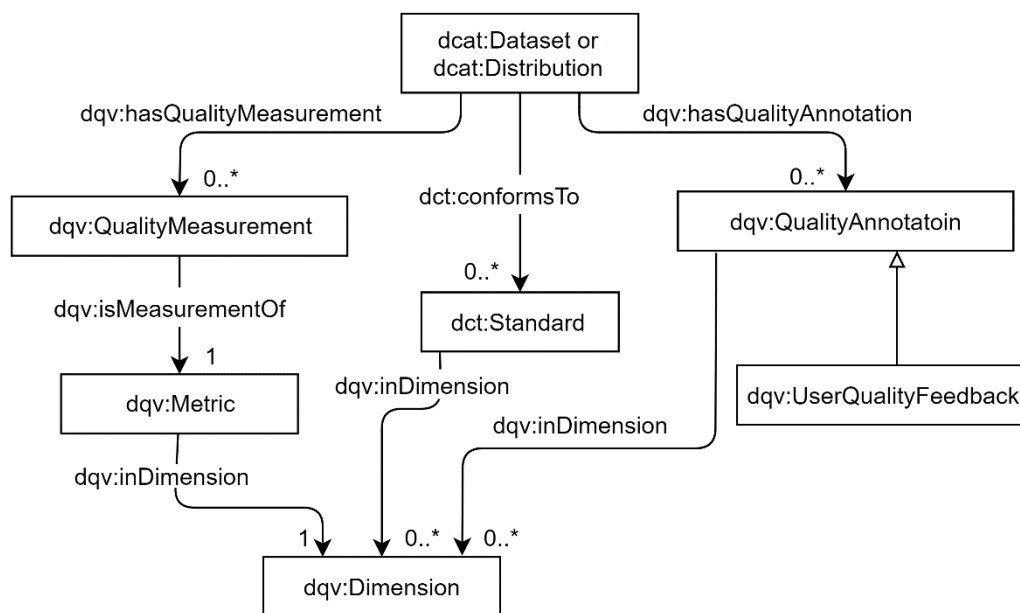 dcat:Dataset or
dcat:Distribution
dqv:hasQualityMeasurement
dqv:hasQualityAnnotation
0..*
dct:conformsTo
0..*
dqv:QualityMeasurement
dqv:QualityAnnotatoin
0..*
dqv:isMeasurementOf
dct:Standard
1
dqv:inDimension
dqv:Metric
dqv:UserQualityFeedback
dqv:inDimension
dqv:inDimension
1
0..*
0..*
dqv:Dimension